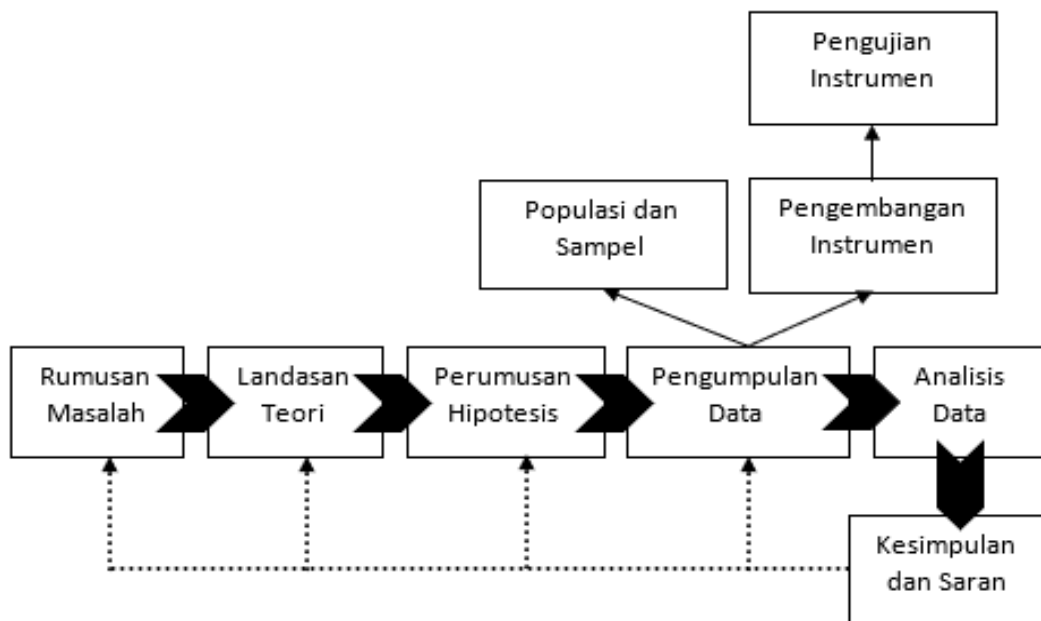 Pengujian
Instrumen
Populasi dan
Sampel
Pengembangan
Instrumen
Rumusan
Masalah
Landasan
Teori
Perumusan
Hipotesis
Pengumpulan
Data
Analisis
Data
Kesimpulan
dan Saran